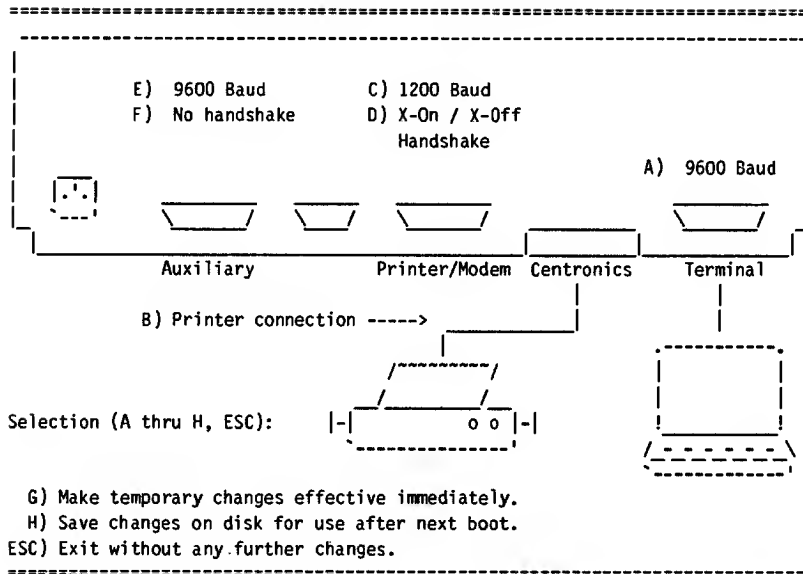 E) 9600 Baud C) 1200 Baud
F) No handshake D) X-On / X-Off
Handshake
A) 9600 Baud
Auxiliary Printer/Modem Centronics Terminal
B) Printer connection ----->
Selection (A thru H, ESC):
G) Make temporary changes effective immediately.
H) Save changes on disk for use after next boot.
ESC) Exit without any further changes.